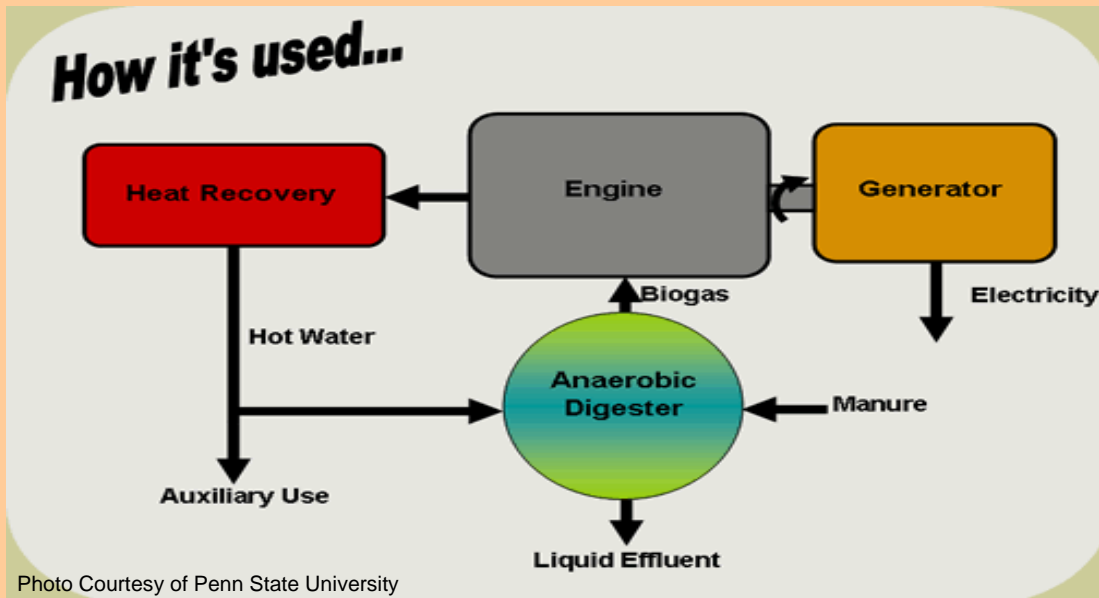 How it's used...
Heat Recovery
Engine
Generator
Biogas
Electricity
Hot Water
Anaerobic
Digester
Manure
Auxiliary Use
Liquid Effluent
Photo Courtesy of Penn State University